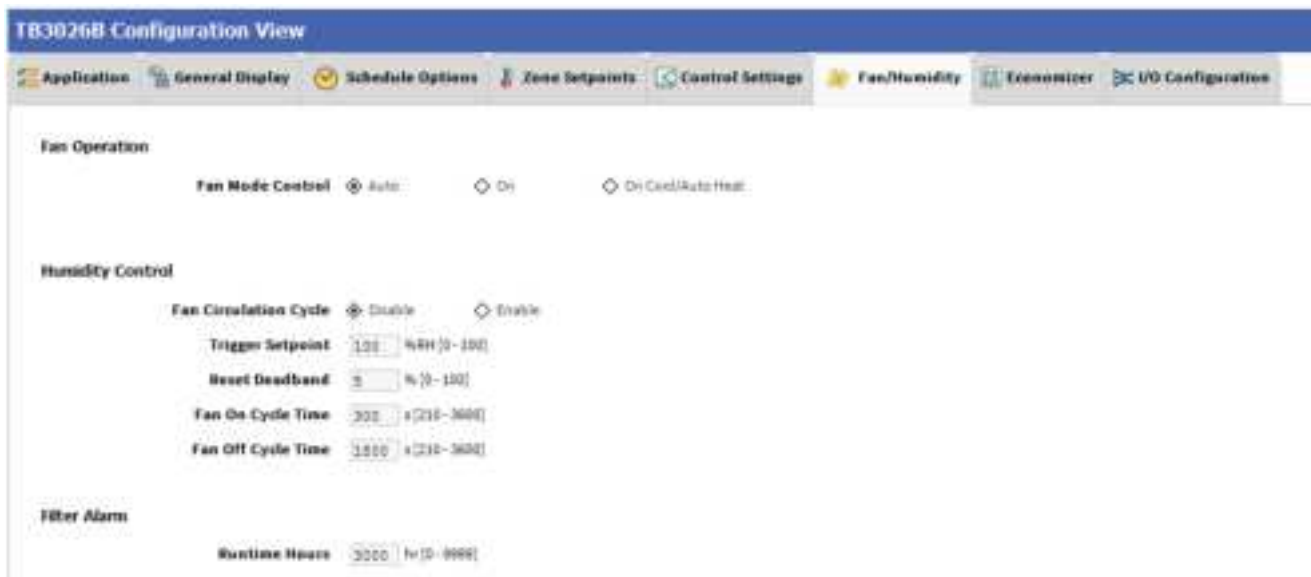 TB3026B Configuration View
Application General Display Schedule Options Zone Setpoints Control Settings Fan/Humidity Economizer I/O Configuration
Fan Operation
Fan Mode Control Auto On On Cool/Auto Heat
Humidity Control
Fan Circulation Cycle Disable Enable
Trigger Setpoint 100 %RH [0 - 100]
Reset Deadband 5 % [0 - 100]
Fan On Cycle Time 300 s [210 - 3600]
Fan Off Cycle Time 1800 s [210 - 3600]
Filter Alarm
Runtime Hours 3000 hr [0 - 9999]